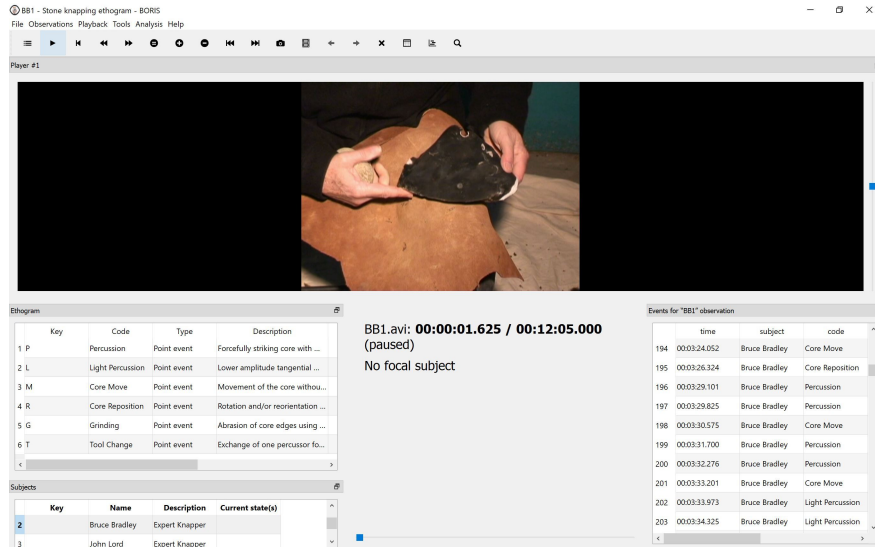 BB1 - Stone knapping ethogram - BORIS
File Observations Playback Tools Analysis Help
Player #1
Ethogram
Key Code Type Description
1 P Percussion Point event Forcefully striking core with ...
2 L Light Percussion Point event Lower amplitude tangential ...
3 M Core Move Point event Movement of the core withou...
4 R Core Reposition Point event Rotation and/or reorientation ...
5 G Grinding Point event Abrasion of core edges using ...
6 T Tool Change Point event Exchange of one percussor fo...
Subjects
Key Name Description Current state(s)
2 Bruce Bradley Expert Knapper
3 John Lord Expert Knapper
BB1.avi: 00:00:01.625 / 00:12:05.000
(paused)
No focal subject
Events for "BB1" observation
time subject code
194 00:03:24.052 Bruce Bradley Core Move
195 00:03:26.324 Bruce Bradley Core Reposition
196 00:03:29.101 Bruce Bradley Percussion
197 00:03:29.825 Bruce Bradley Percussion
198 00:03:30.575 Bruce Bradley Core Move
199 00:03:31.700 Bruce Bradley Percussion
200 00:03:32.276 Bruce Bradley Percussion
201 00:03:33.201 Bruce Bradley Core Move
202 00:03:33.973 Bruce Bradley Light Percussion
203 00:03:34.325 Bruce Bradley Light Percussion